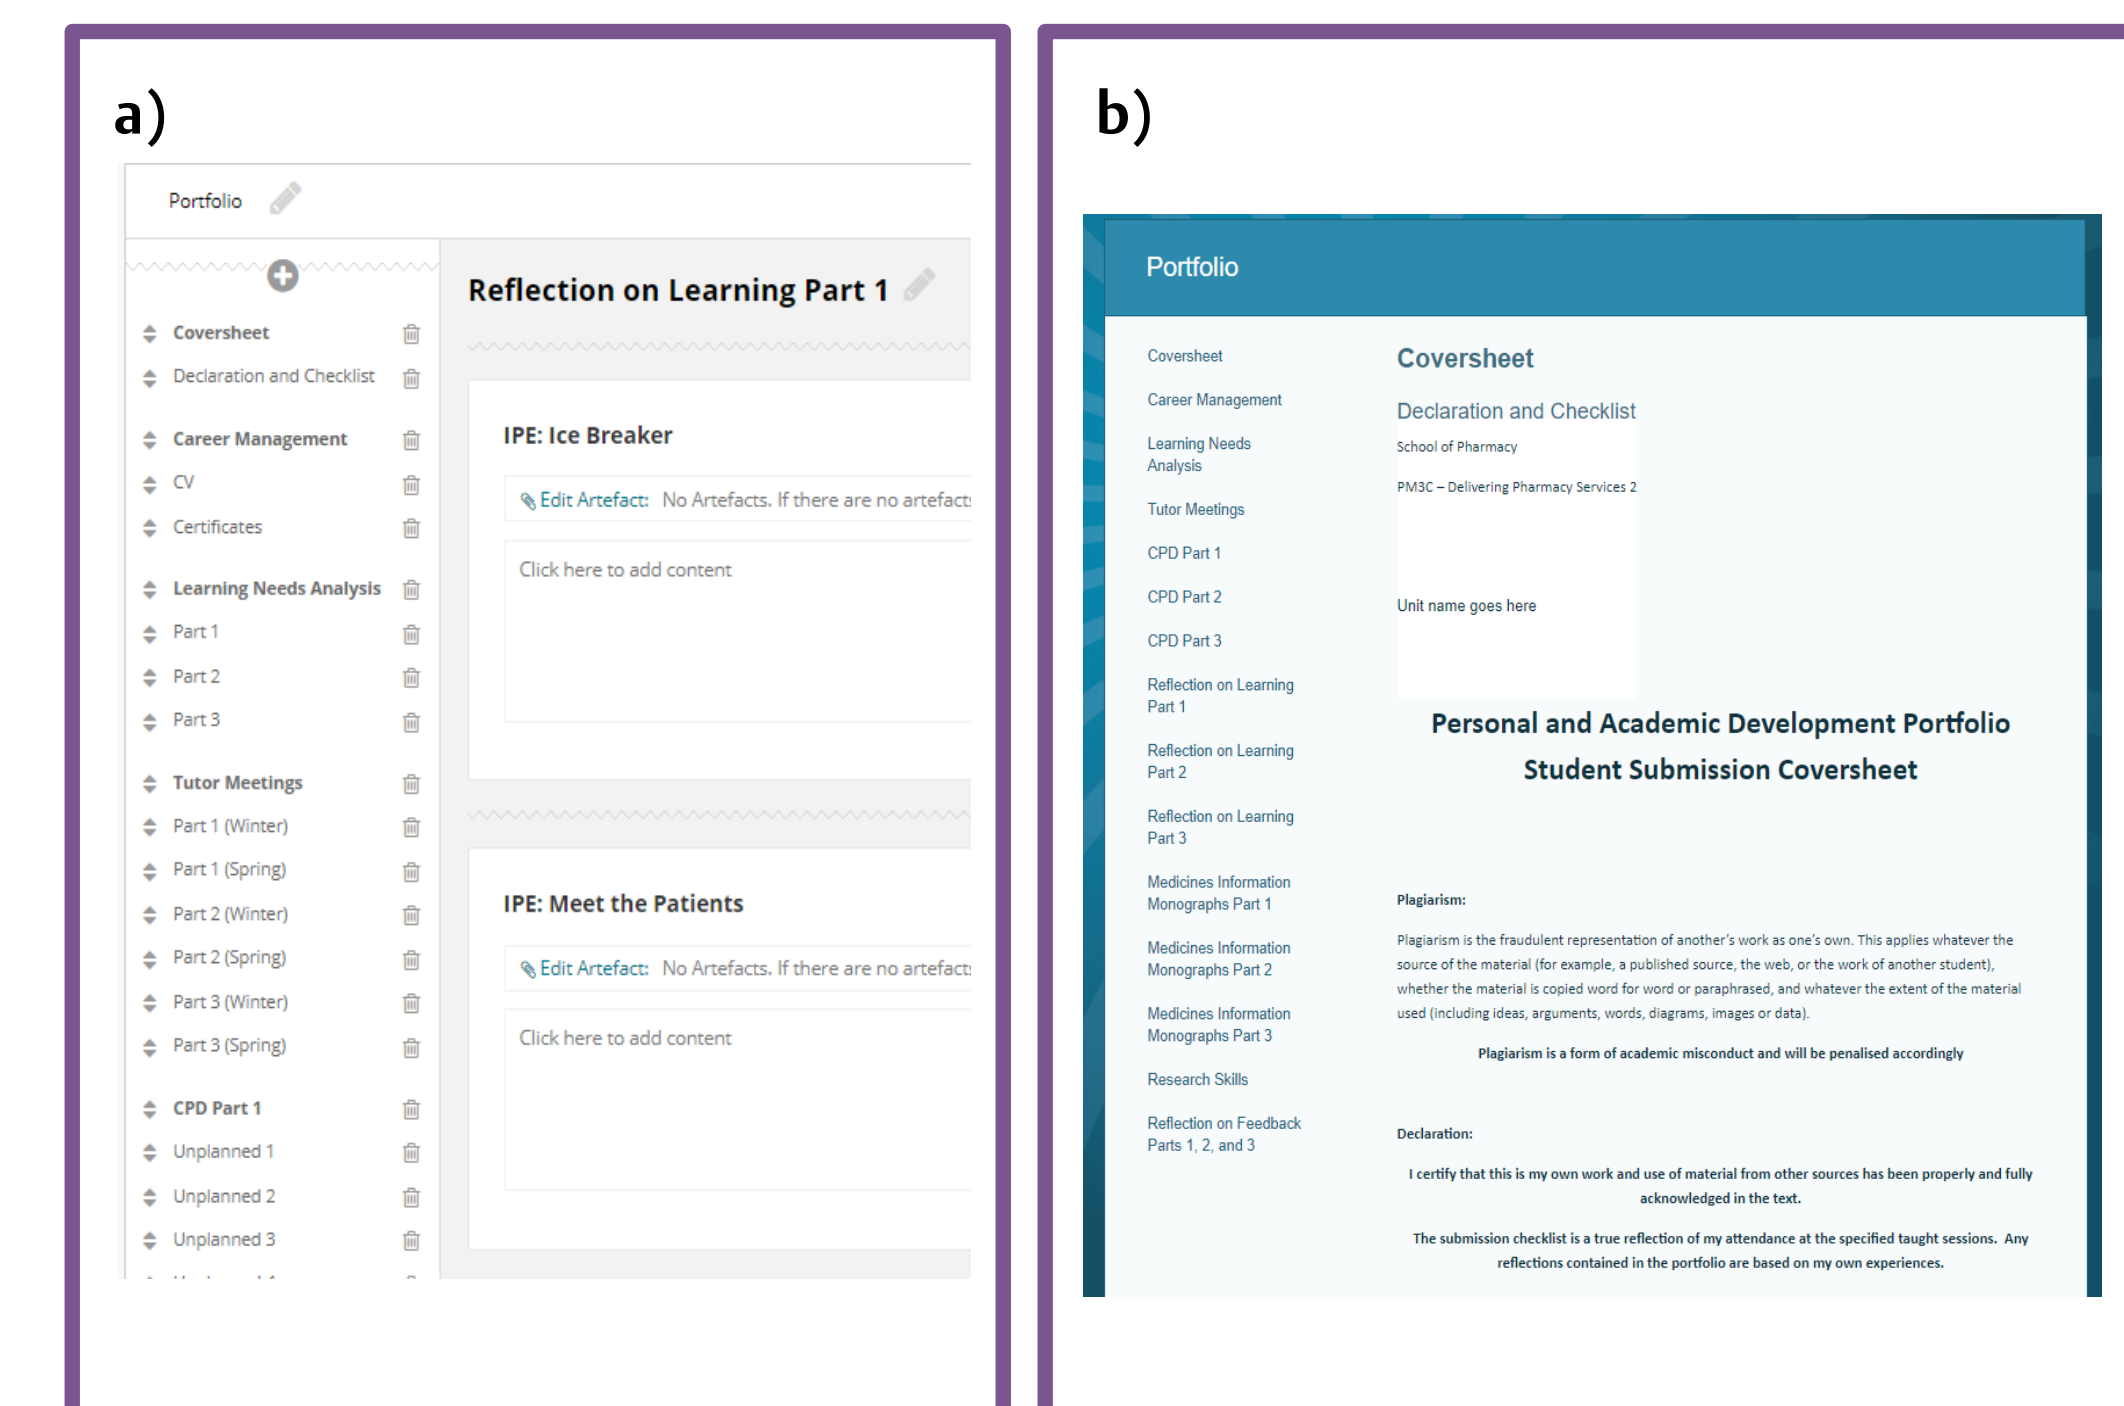 a)
Portfolio
Coversheet
Declaration and Checklist
Career Management
CV
Certificates
Learning Needs Analysis
Part 1
Part 2
Part 3
Tutor Meetings
Part 1 (Winter)
Part 1 (Spring)
Part 2 (Winter)
Part 2 (Spring)
Part 3 (Winter)
Part 3 (Spring)
CPD Part 1
Unplanned 1
Unplanned 2
Unplanned 3
Reflection on Learning Part 1
IPE: Ice Breaker
Edit Artefact: No Artefacts. If there are no artefacts
Click here to add content
IPE: Meet the Patients
Edit Artefact: No Artefacts. If there are no artefacts
Click here to add content
b)
Portfolio
Coversheet
Career Management
Learning Needs
Analysis
Tutor Meetings
CPD Part 1
CPD Part 2
CPD Part 3
Reflection on Learning
Part 1
Reflection on Learning
Part 2
Reflection on Learning
Part 3
Medicines Information
Monographs Part 1
Medicines Information
Monographs Part 2
Medicines Information
Monographs Part 3
Research Skills
Reflection on Feedback
Parts 1, 2, and 3
Coversheet
Declaration and Checklist
School of Pharmacy
PM3C – Delivering Pharmacy Services 2
Unit name goes here
Personal and Academic Development Portfolio
Student Submission Coversheet
Plagiarism:
Plagiarism is the fraudulent representation of another’s work as one’s own. This applies whatever the
source of the material (for example, a published source, the web, or the work of another student),
whether the material is copied word for word or paraphrased, and whatever the extent of the material
used (including ideas, arguments, words, diagrams, images or data).
Plagiarism is a form of academic misconduct and will be penalised accordingly
Declaration:
I certify that this is my own work and use of material from other sources has been properly and fully
acknowledged in the text.
The submission checklist is a true reflection of my attendance at the specified taught sessions. Any
reflections contained in the portfolio are based on my own experiences.